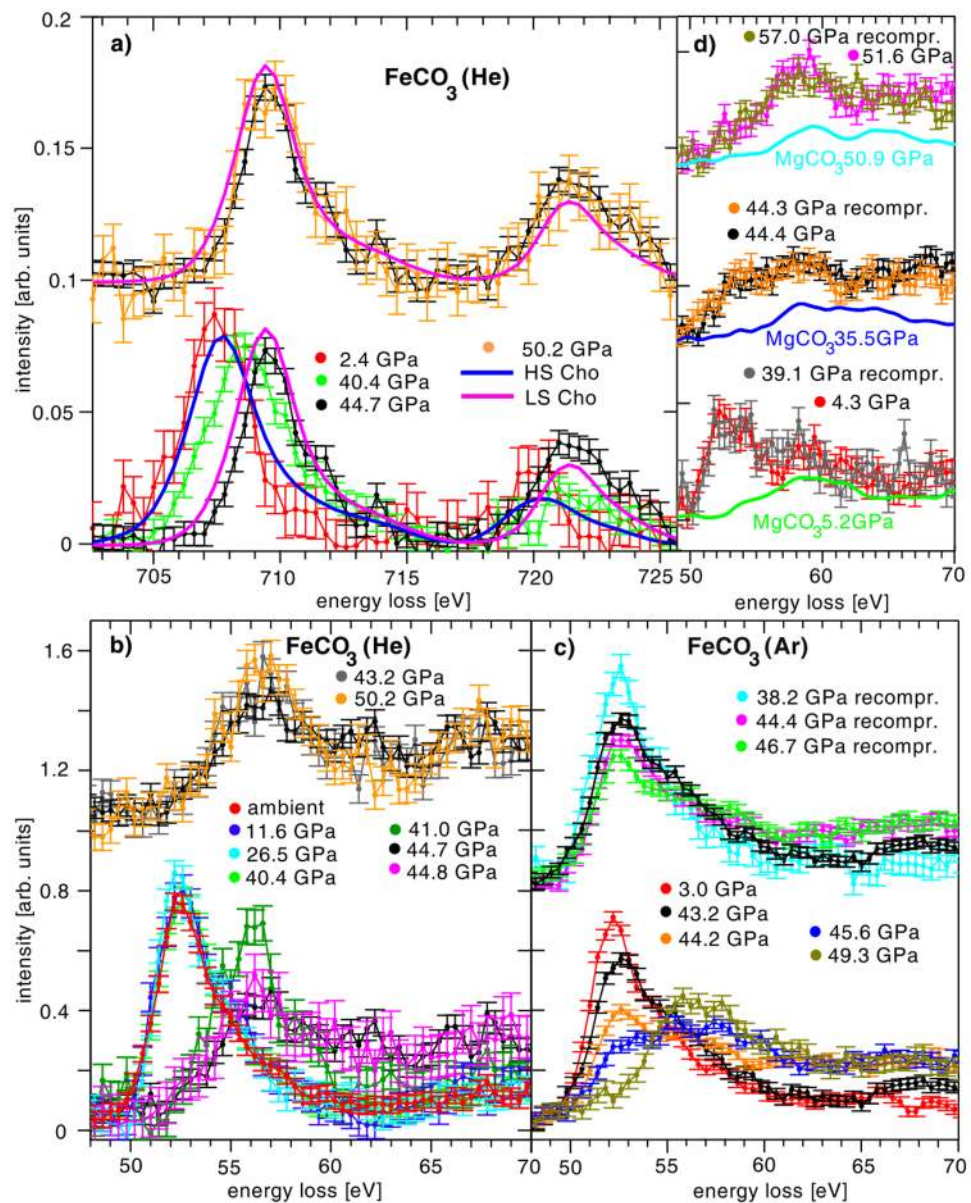 a)
FeCO3 (He)
0.2
0.15
0.1
0.05
0
intensity [arb. units]
2.4 GPa
40.4 GPa
44.7 GPa
50.2 GPa
HS Cho
LS Cho
705 710 715 720 725
energy loss [eV]
d)
57.0 GPa recompr.
51.6 GPa
MgCO3 50.9 GPa
44.3 GPa recompr.
44.4 GPa
MgCO3 35.5GPa
39.1 GPa recompr.
4.3 GPa
MgCO3 5.2GPa
50 60 70
energy loss [eV]
b) FeCO3 (He)
1.6
1.2
0.8
0.4
0
intensity [arb. units]
43.2 GPa
50.2 GPa
ambient
11.6 GPa
26.5 GPa
40.4 GPa
41.0 GPa
44.7 GPa
44.8 GPa
50 55 60 65 70
energy loss [eV]
c) FeCO3 (Ar)
38.2 GPa recompr.
44.4 GPa recompr.
46.7 GPa recompr.
3.0 GPa
43.2 GPa
44.2 GPa
45.6 GPa
49.3 GPa
50 55 60 65 70
energy loss [eV]